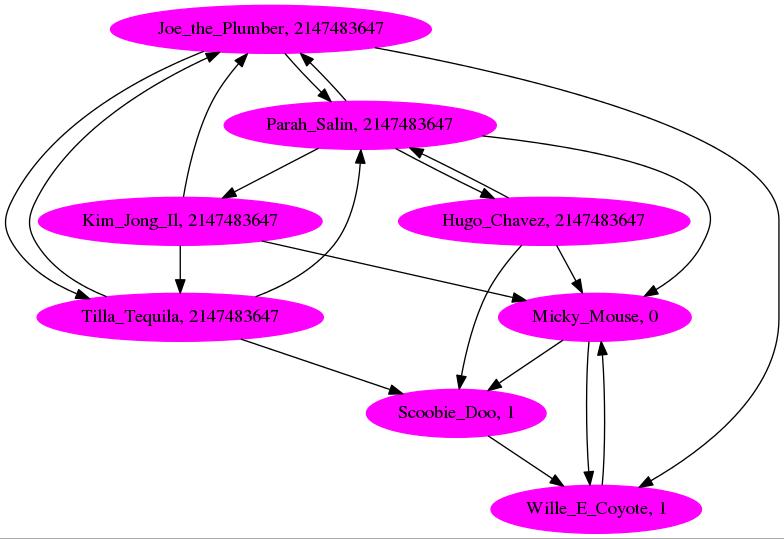 Joe_the_Plumber, 2147483647
Parah_Salin, 2147483647
Kim_Jong_Il, 2147483647
Hugo_Chavez, 2147483647
Tilla_Tequila, 2147483647
Micky_Mouse, 0
Scoobie_Doo, 1
Wille_E_Coyote, 1